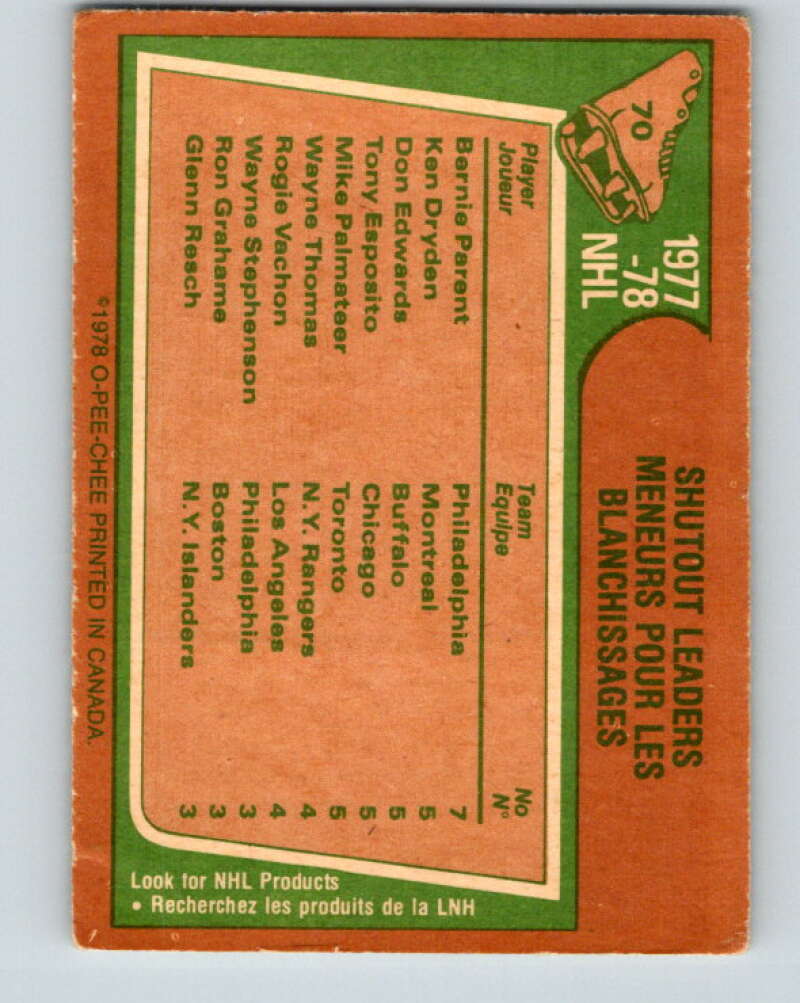 70
1977
-78
NHL
SHUTOUT LEADERS
MENEURS POUR LES
BLANCHISSAGES
Player Team No
Joueur Equipe N°
Bernie Parent Philadelphia 7
Ken Dryden Montreal 5
Don Edwards Buffalo 5
Tony Esposito Chicago 5
Mike Palmateer Toronto 5
Wayne Thomas N.Y. Rangers 4
Rogie Vachon Los Angeles 4
Wayne Stephenson Philadelphia 3
Ron Grahame Boston 3
Glenn Resch N.Y. Islanders 3
Look for NHL Products
• Recherchez les produits de la LNH
©1978 O-PEE-CHEE PRINTED IN CANADA.